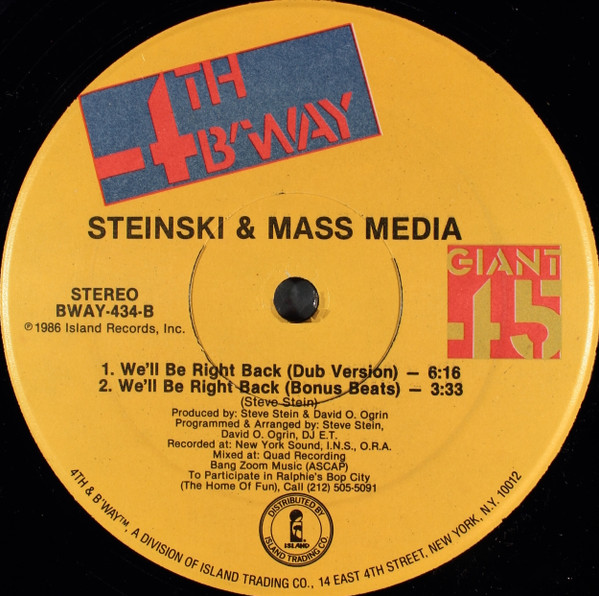 4TH
B'WAY
STEINSKI & MASS MEDIA
GIANT
45
STEREO
BWAY-434-B
℗1986 Island Records, Inc.
1. We'll Be Right Back (Dub Version) — 6:16
2. We'll Be Right Back (Bonus Beats) — 3:33
(Steve Stein)
Produced by: Steve Stein & David O. Ogrin
Programmed & Arranged by: Steve Stein,
David O. Ogrin, DJ E.T.
Recorded at: New York Sound, I.N.S., O.R.A.
Mixed at: Quad Recording
Bang Zoom Music (ASCAP)
To Participate in Ralphie's Bop City
(The Home Of Fun), Call (212) 505-5091
DISTRIBUTED BY
ISLAND
ISLAND TRADING CO.
4TH & B'WAY™, A DIVISION OF ISLAND TRADING CO., 14 EAST 4TH STREET, NEW YORK, N.Y. 10012